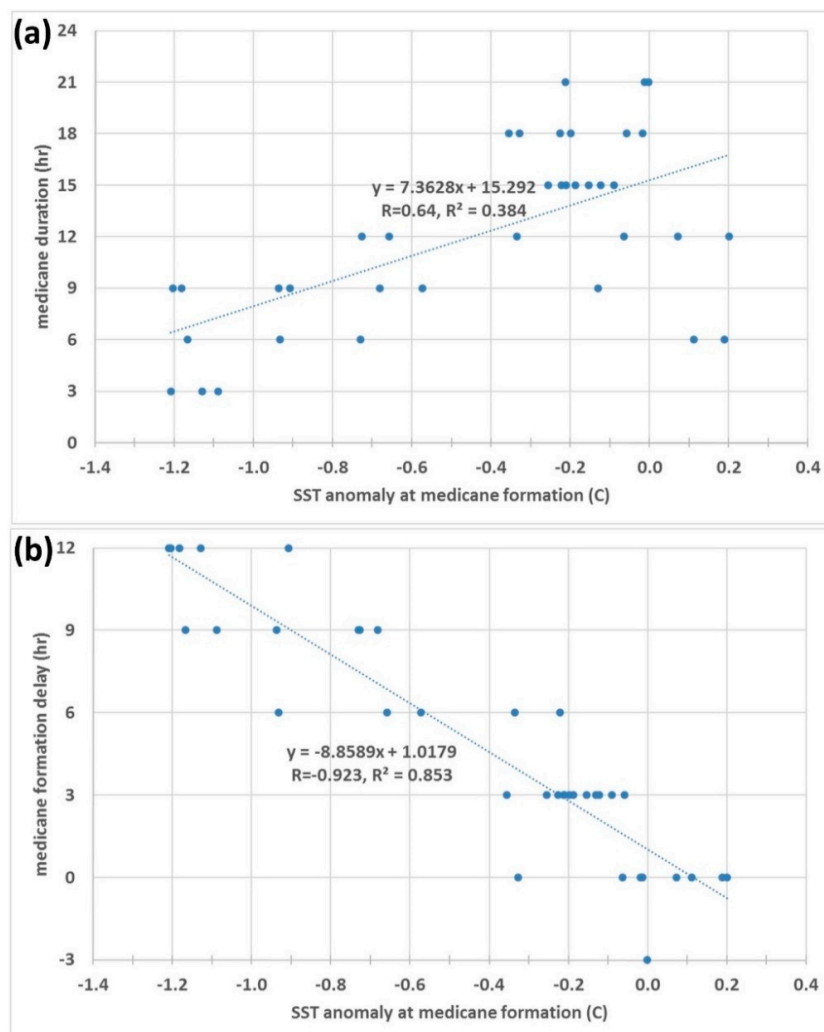 (a)
24
21
18
15
12
9
6
3
0
medicane duration (hr)
y = 7.3628x + 15.292
R=0.64, R² = 0.384
-1.4 -1.2 -1.0 -0.8 -0.6 -0.4 -0.2 0.0 0.2 0.4
SST anomaly at medicane formation (C)
(b)
12
9
6
3
0
-3
medicane formation delay (hr)
y = -8.8589x + 1.0179
R=-0.923, R² = 0.853
-1.4 -1.2 -1.0 -0.8 -0.6 -0.4 -0.2 0.0 0.2 0.4
SST anomaly at medicane formation (C)